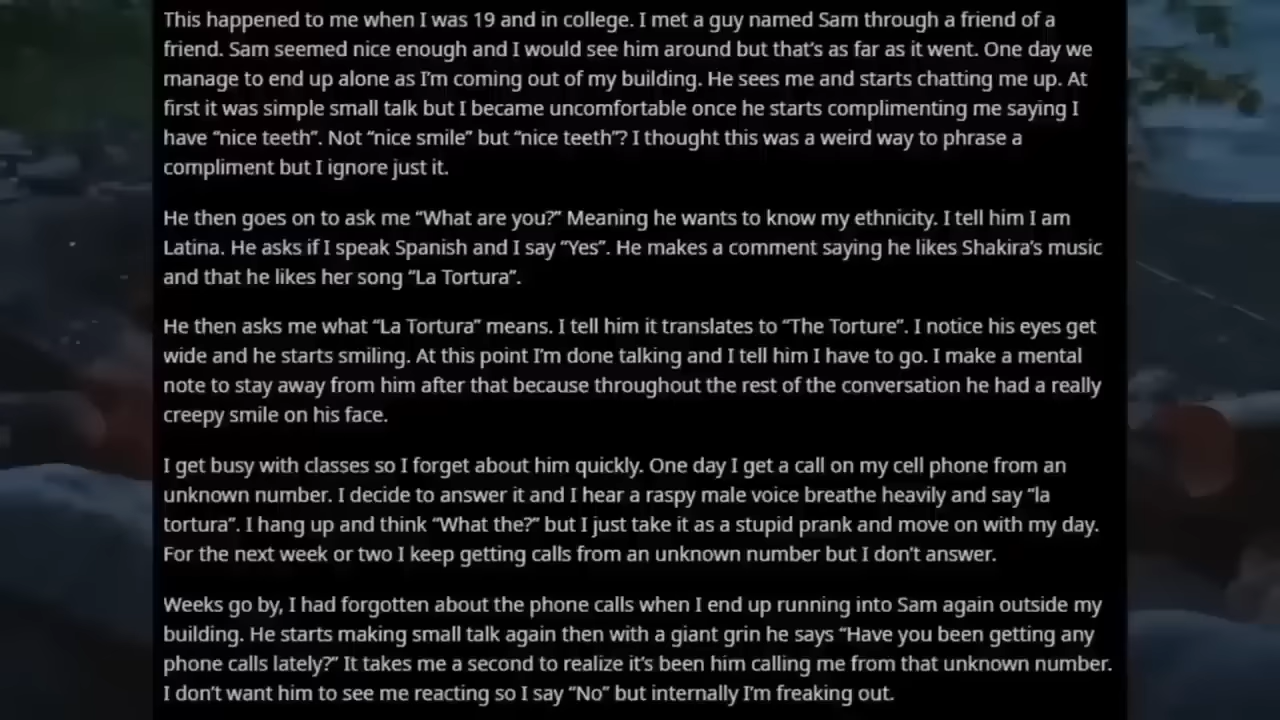 This happened to me when I was 19 and in college. I met a guy named Sam through a friend of a
friend. Sam seemed nice enough and I would see him around but that's as far as it went. One day we
manage to end up alone as I'm coming out of my building. He sees me and starts chatting me up. At
first it was simple small talk but I became uncomfortable once he starts complimenting me saying I
have “nice teeth”. Not “nice smile” but “nice teeth”? I thought this was a weird way to phrase a
compliment but I ignore just it.
He then goes on to ask me “What are you?” Meaning he wants to know my ethnicity. I tell him I am
Latina. He asks if I speak Spanish and I say “Yes”. He makes a comment saying he likes Shakira's music
and that he likes her song “La Tortura”.
He then asks me what “La Tortura” means. I tell him it translates to “The Torture”. I notice his eyes get
wide and he starts smiling. At this point I'm done talking and I tell him I have to go. I make a mental
note to stay away from him after that because throughout the rest of the conversation he had a really
creepy smile on his face.
I get busy with classes so I forget about him quickly. One day I get a call on my cell phone from an
unknown number. I decide to answer it and I hear a raspy male voice breathe heavily and say “la
tortura”. I hang up and think “What the?” but I just take it as a stupid prank and move on with my day.
For the next week or two I keep getting calls from an unknown number but I don't answer.
Weeks go by, I had forgotten about the phone calls when I end up running into Sam again outside my
building. He starts making small talk again then with a giant grin he says “Have you been getting any
phone calls lately?” It takes me a second to realize it's been him calling me from that unknown number.
I don't want him to see me reacting so I say “No” but internally I'm freaking out.